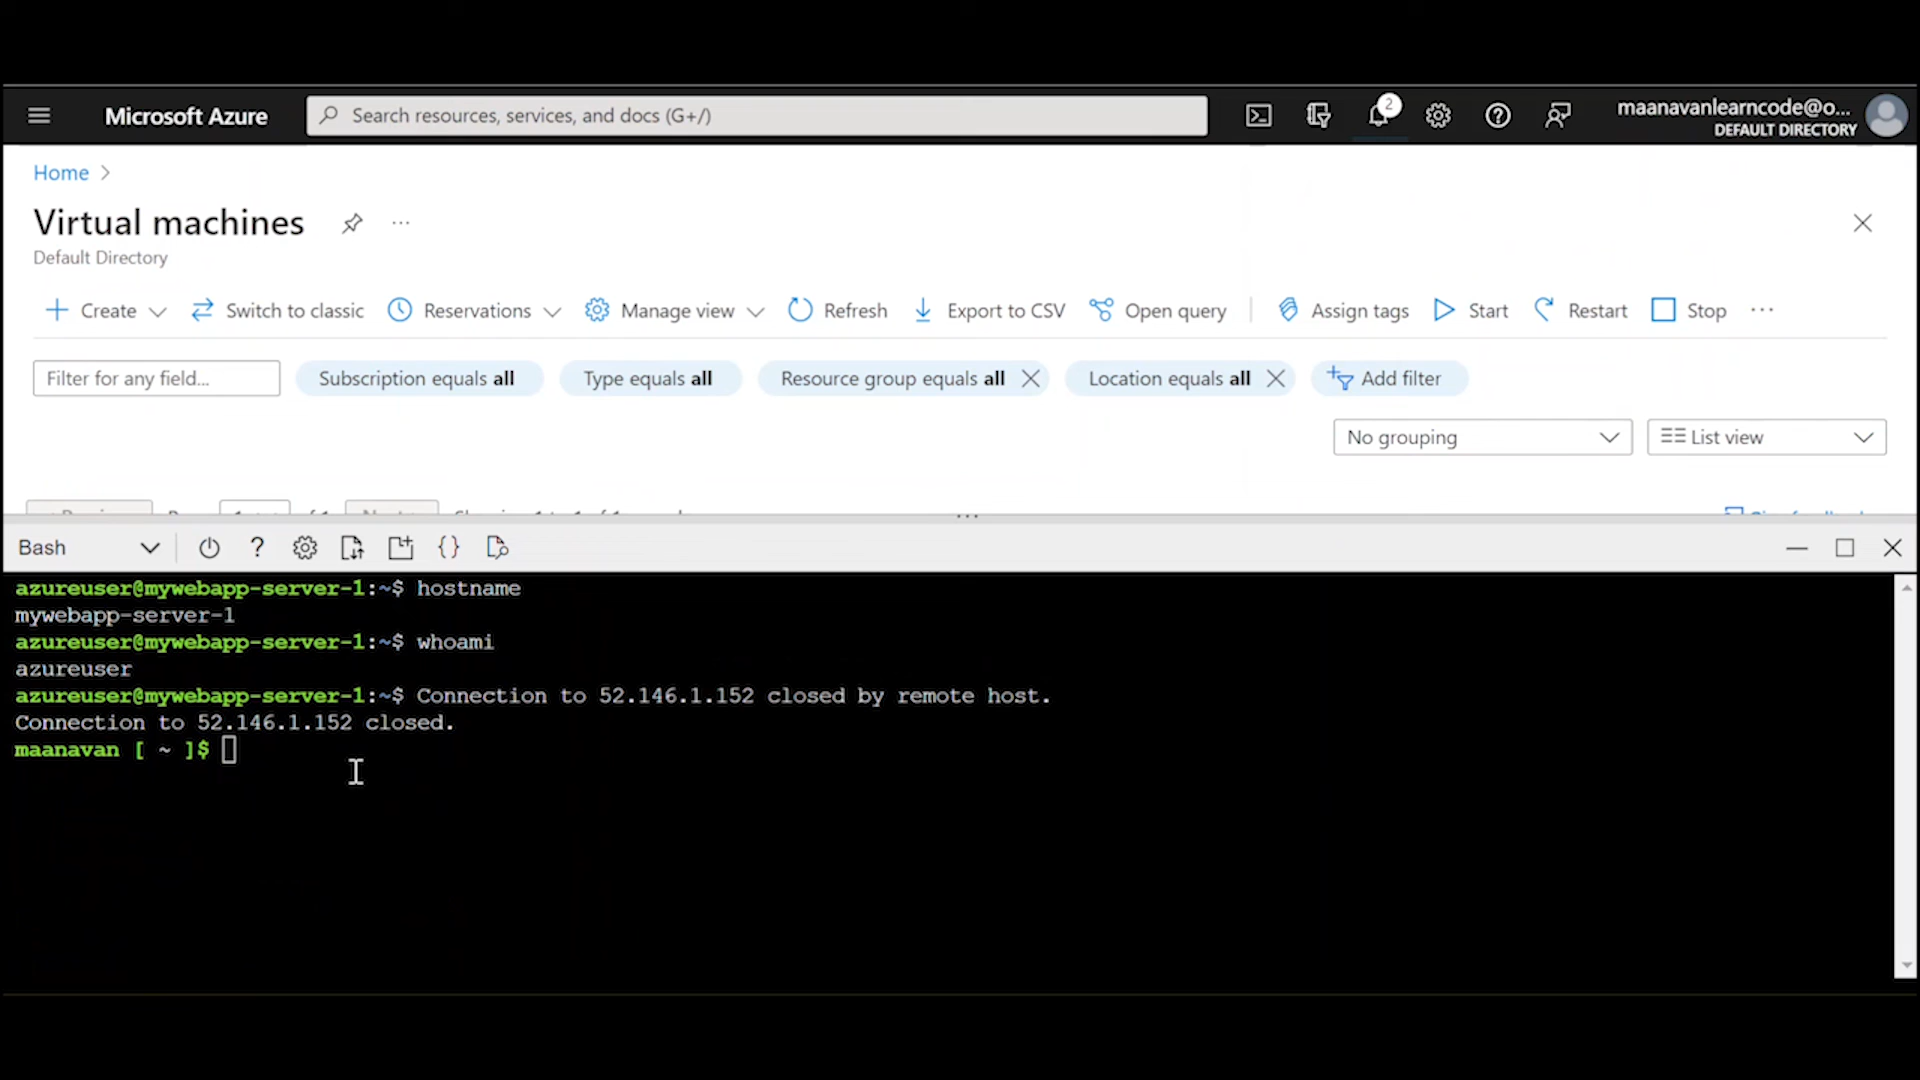 Microsoft Azure
Search resources, services, and docs (G+/)
2
maanavanlearncode@o...
DEFAULT DIRECTORY
Home
Virtual machines
Default Directory
Create
Switch to classic
Reservations
Manage view
Refresh
Export to CSV
Open query
Assign tags
Start
Restart
Stop
Filter for any field...
Subscription equals all
Type equals all
Resource group equals all
Location equals all
Add filter
No grouping
List view
Bash
azureuser@mywebapp-server-1:~$ hostname
mywebapp-server-1
azureuser@mywebapp-server-1:~$ whoami
azureuser
azureuser@mywebapp-server-1:~$ Connection to 52.146.1.152 closed by remote host.
Connection to 52.146.1.152 closed.
maanavan [ ~ ]$